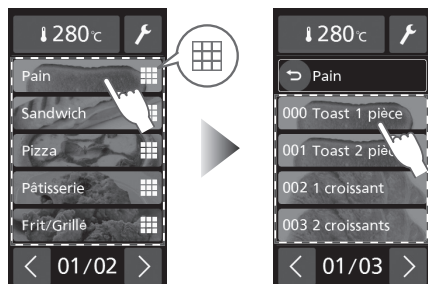 280℃
Pain
Sandwich
Pizza
Pâtisserie
Frit/Grillé
01/02
280℃
Pain
000 Toast 1 pièce
001 Toast 2 piè
002 1 croissant
003 2 croissants
01/03